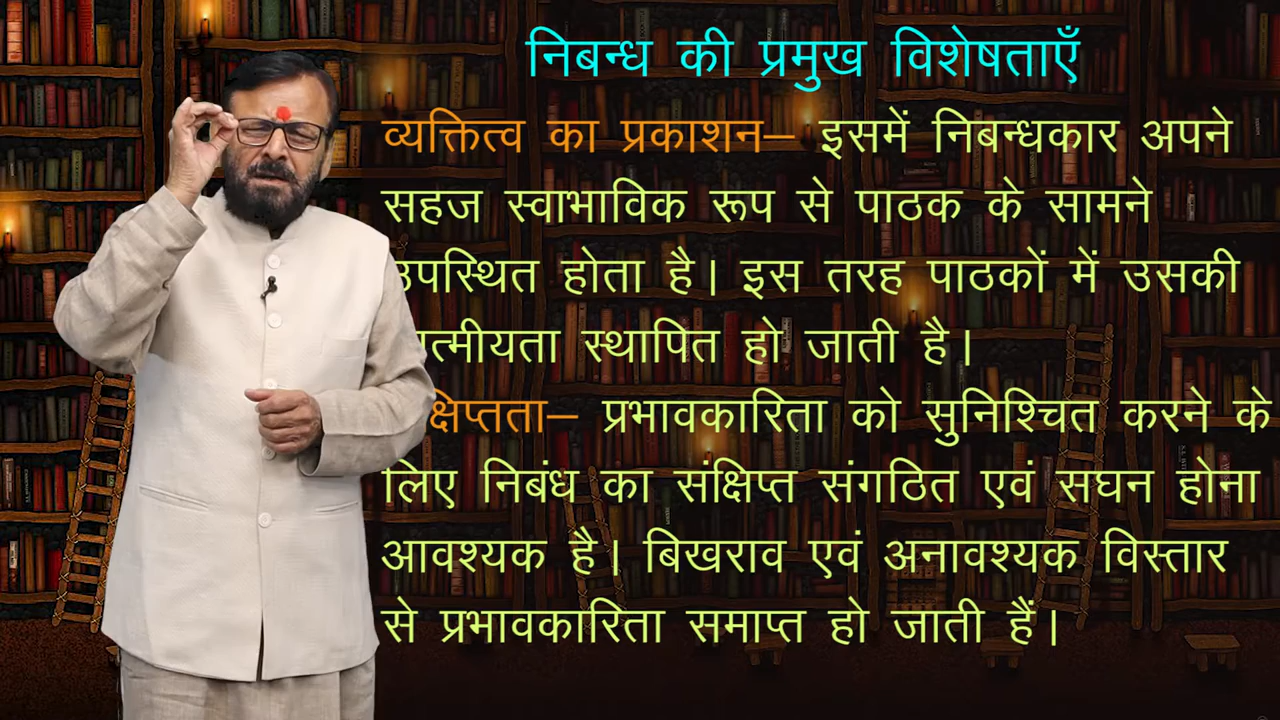 निबन्ध की प्रमुख विशेषताएँ
व्यक्तित्व का प्रकाशन– इसमें निबन्धकार अपने
सहज स्वाभाविक रूप से पाठक के सामने
उपस्थित होता है। इस तरह पाठकों में उसकी
स्थापित हो जाती है।
प्रभावकारिता को सुनिश्चित करने के
लिए निबंध का संक्षिप्त संगठित एवं सघन होना
आवश्यक है। बिखराव एवं अनावश्यक विस्तार
से प्रभावकारिता समाप्त हो जाती हैं।